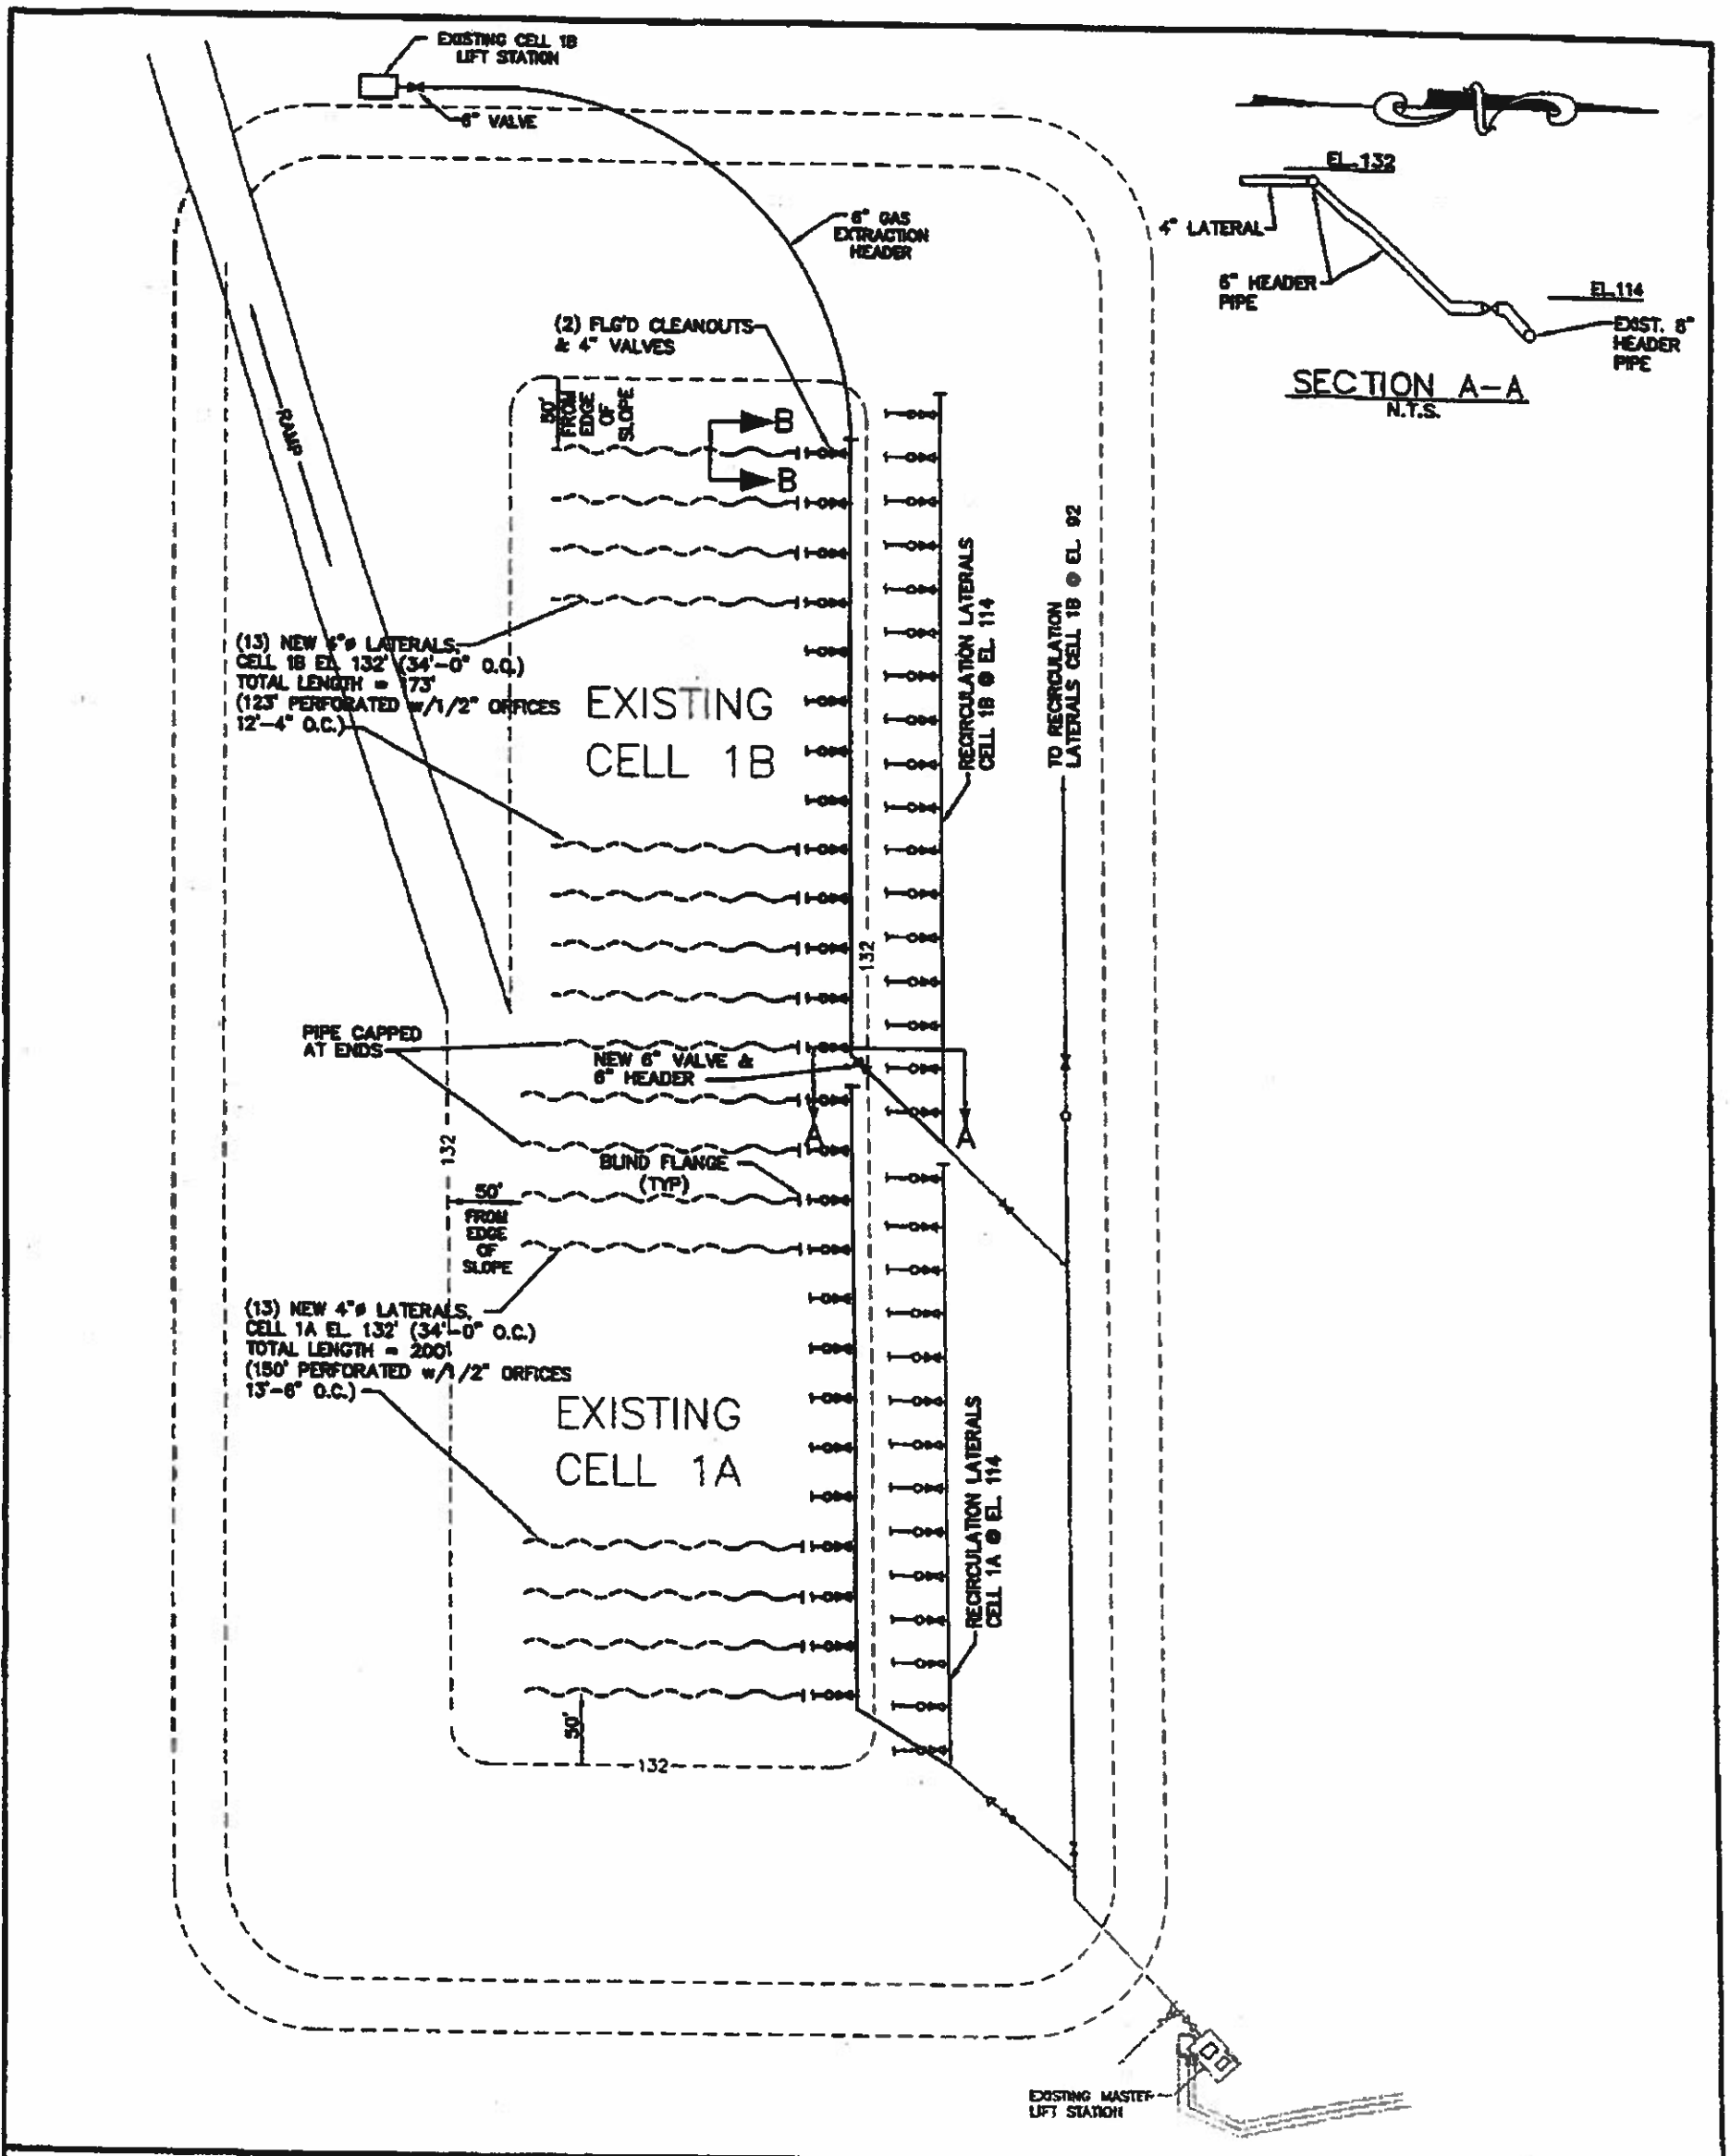 EXISTING CELL 1B
LIFT STATION
6" VALVE
6" GAS
EXTRACTION
HEADER
EL.132
4" LATERAL
6" HEADER
PIPE
EL.114
EXIST. 8"
HEADER
PIPE
SECTION A-A
N.T.S.
(2) FLG'D CLEANOUTS
& 4" VALVES
50'
FROM
EDGE
OF
SLOPE
B
B
RAMP
(13) NEW 4"ø LATERALS,
CELL 1B EL. 132' (34'-0" O.C.)
TOTAL LENGTH = 173'
(123' PERFORATED w/1/2" ORFICES
12'-4" O.C.)
EXISTING
CELL 1B
RECIRCULATION LATERALS
CELL 1B @ EL. 114
TO RECIRCULATION
LATERALS CELL 1B @ EL. 92
132
PIPE CAPPED
AT ENDS
NEW 6" VALVE &
6" HEADER
A
A
132
BLIND FLANGE
(TYP)
50'
FROM
EDGE
OF
SLOPE
(13) NEW 4"ø LATERALS,
CELL 1A EL. 132' (34'-0" O.C.)
TOTAL LENGTH = 200'
(150' PERFORATED w/1/2" ORFICES
13'-6" O.C.)
EXISTING
CELL 1A
RECIRCULATION LATERALS
CELL 1A @ EL. 114
50'
132
EXISTING MASTER
LIFT STATION